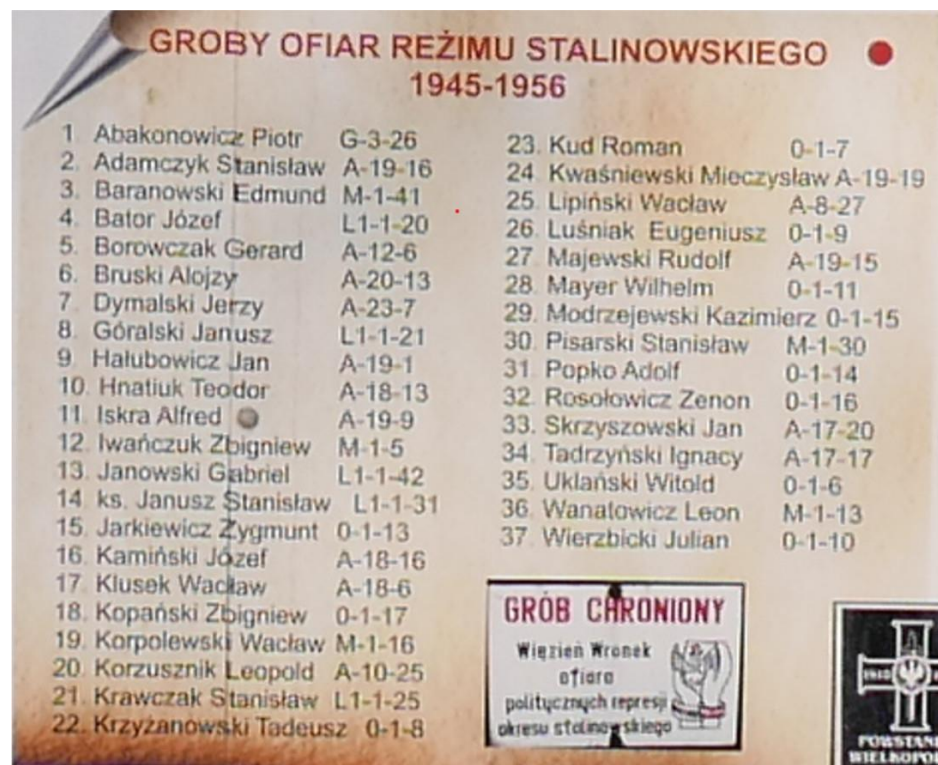 GROBY OFIAR REŻIMU STALINOWSKIEGO
1945-1956
1. Abakonowicz Piotr G-3-26
2. Adamczyk Stanisław A-19-16
3. Baranowski Edmund M-1-41
4. Bator Józef L1-1-20
5. Borowczak Gerard A-12-6
6. Bruski Alojzy A-20-13
7. Dymalski Jerzy A-23-7
8. Góralski Janusz L1-1-21
9. Hałubowicz Jan A-19-1
10. Hnatiuk Teodor A-18-13
11. Iskra Alfred A-19-9
12. Iwańczuk Zbigniew M-1-5
13. Janowski Gabriel L1-1-42
14. ks. Janusz Stanisław L1-1-31
15. Jarkiewicz Zygmunt 0-1-13
16. Kamiński Józef A-18-16
17. Klusek Wacław A-18-6
18. Kopański Zbigniew 0-1-17
19. Korpolewski Wacław M-1-16
20. Korzusznik Leopold A-10-25
21. Krawczak Stanisław L1-1-25
22. Krzyżanowski Tadeusz 0-1-8
23. Kud Roman 0-1-7
24. Kwaśniewski Mieczysław A-19-19
25. Lipiński Wacław A-8-27
26. Luśniak Eugeniusz 0-1-9
27. Majewski Rudolf A-19-15
28. Mayer Wilhelm 0-1-11
29. Modrzejewski Kazimierz 0-1-15
30. Pisarski Stanisław M-1-30
31. Popko Adolf 0-1-14
32. Rosołowicz Zenon 0-1-16
33. Skrzyszowski Jan A-17-20
34. Tadrzyński Ignacy A-17-17
35. Uklański Witold 0-1-6
36. Wanatowicz Leon M-1-13
37. Wierzbicki Julian 0-1-10
GRÓB CHRONIONY
Więzień Wronek
ofiara
politycznych represji
okresu stalinowskiego